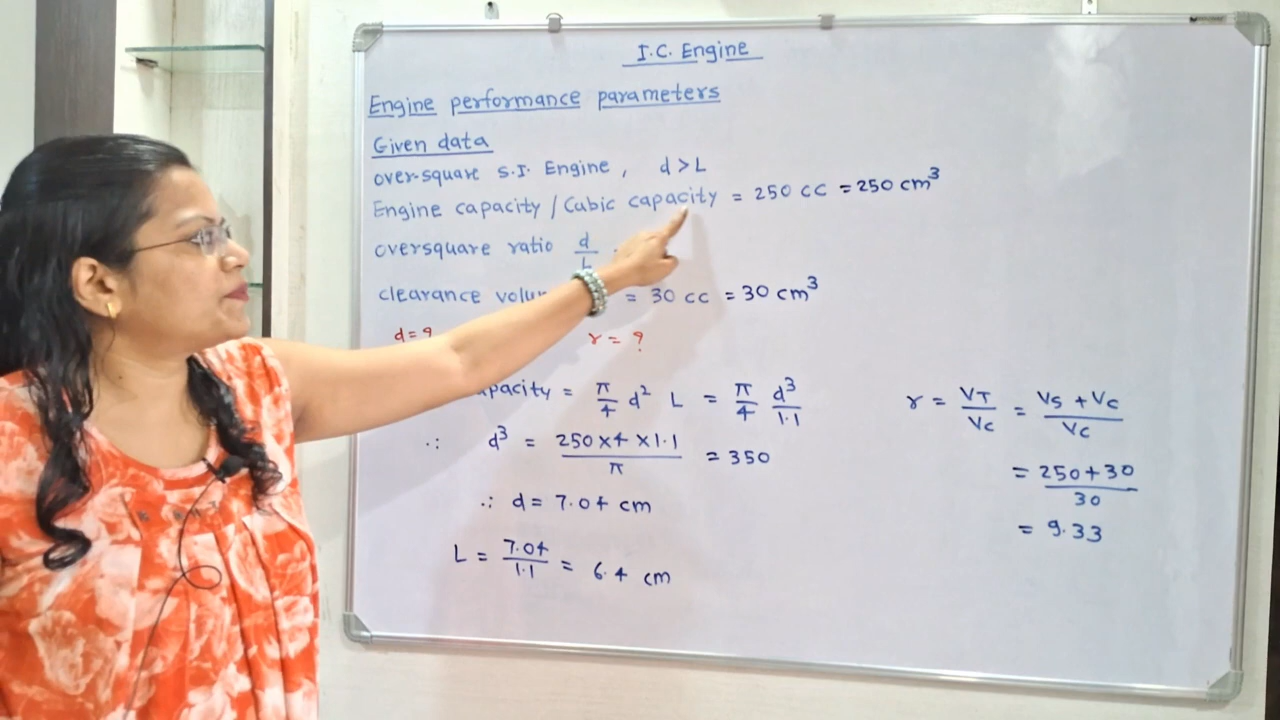 I.C. Engine
Engine performance parameters
Given data
over-square S.I. Engine, d > L
Engine capacity / Cubic capacity = 250 cc = 250 cm³
oversquare ratio d/L
clearance = 30 cc = 30 cm³
d = ? r = ?
= π/4 d² L = π/4 d³/1.1
∴ d³ = 250×4×1.1/π = 350
∴ d = 7.04 cm
L = 7.04/1.1 = 6.4 cm
r = VT/Vc = Vs + Vc/Vc
= 250+30/30
= 9.33